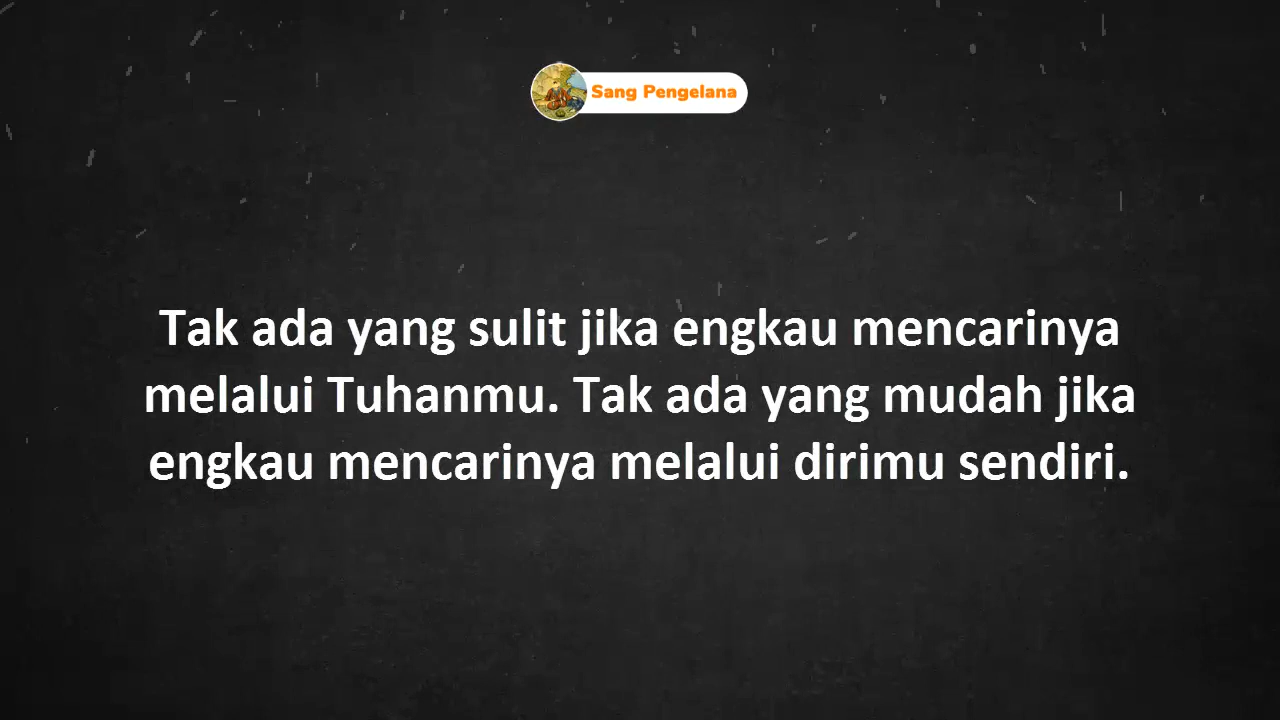 Sang Pengelana
Tak ada yang sulit jika engkau mencarinya
melalui Tuhanmu. Tak ada yang mudah jika
engkau mencarinya melalui dirimu sendiri.